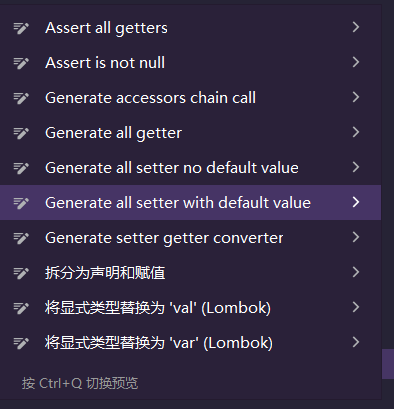 Assert all getters
Assert is not null
Generate accessors chain call
Generate all getter
Generate all setter no default value
Generate all setter with default value
Generate setter getter converter
拆分为声明和赋值
将显式类型替换为 'val' (Lombok)
将显式类型替换为 'var' (Lombok)
按 Ctrl+Q 切换预览